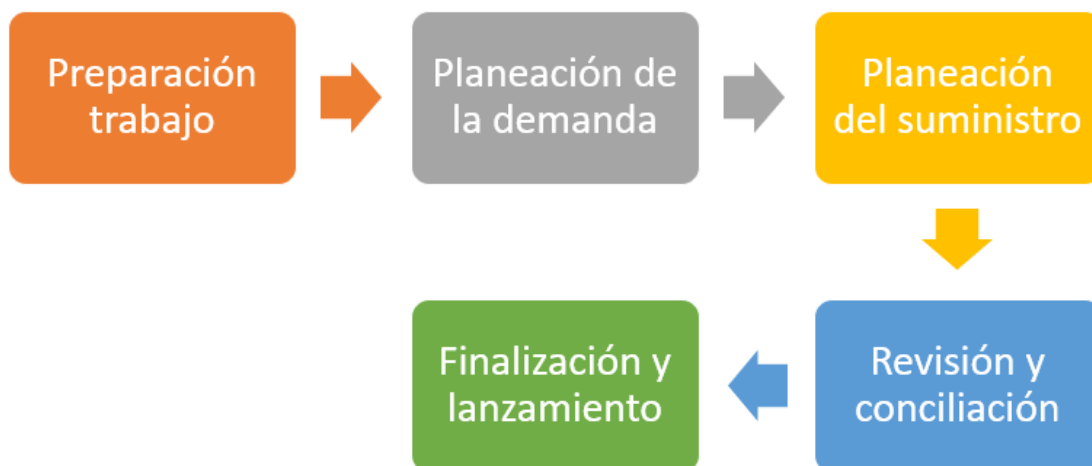 Preparación
trabajo
Planeación de
la demanda
Planeación
del suministro
Revisión y
conciliación
Finalización y
lanzamiento